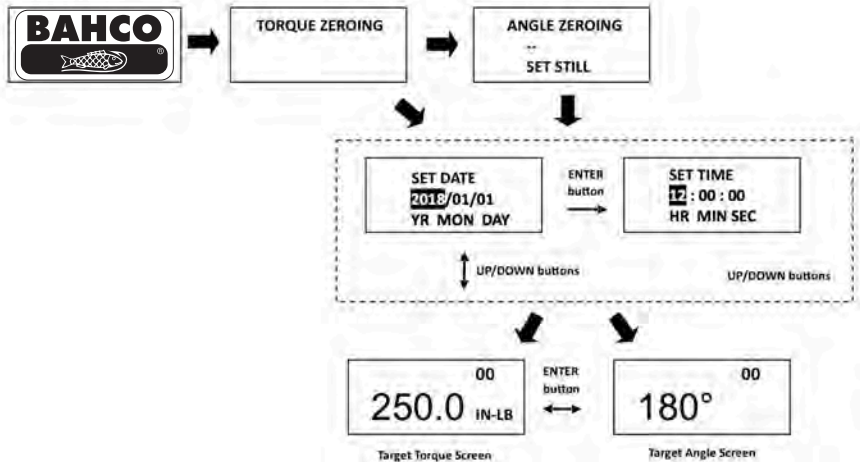 BAHCO
®
TORQUE ZEROING
ANGLE ZEROING
..
SET STILL
SET DATE
2018/01/01
YR MON DAY
ENTER
button
SET TIME
12 : 00 : 00
HR MIN SEC
UP/DOWN buttons
UP/DOWN buttons
00
250.0 IN-LB
Target Torque Screen
ENTER
button
00
180°
Target Angle Screen